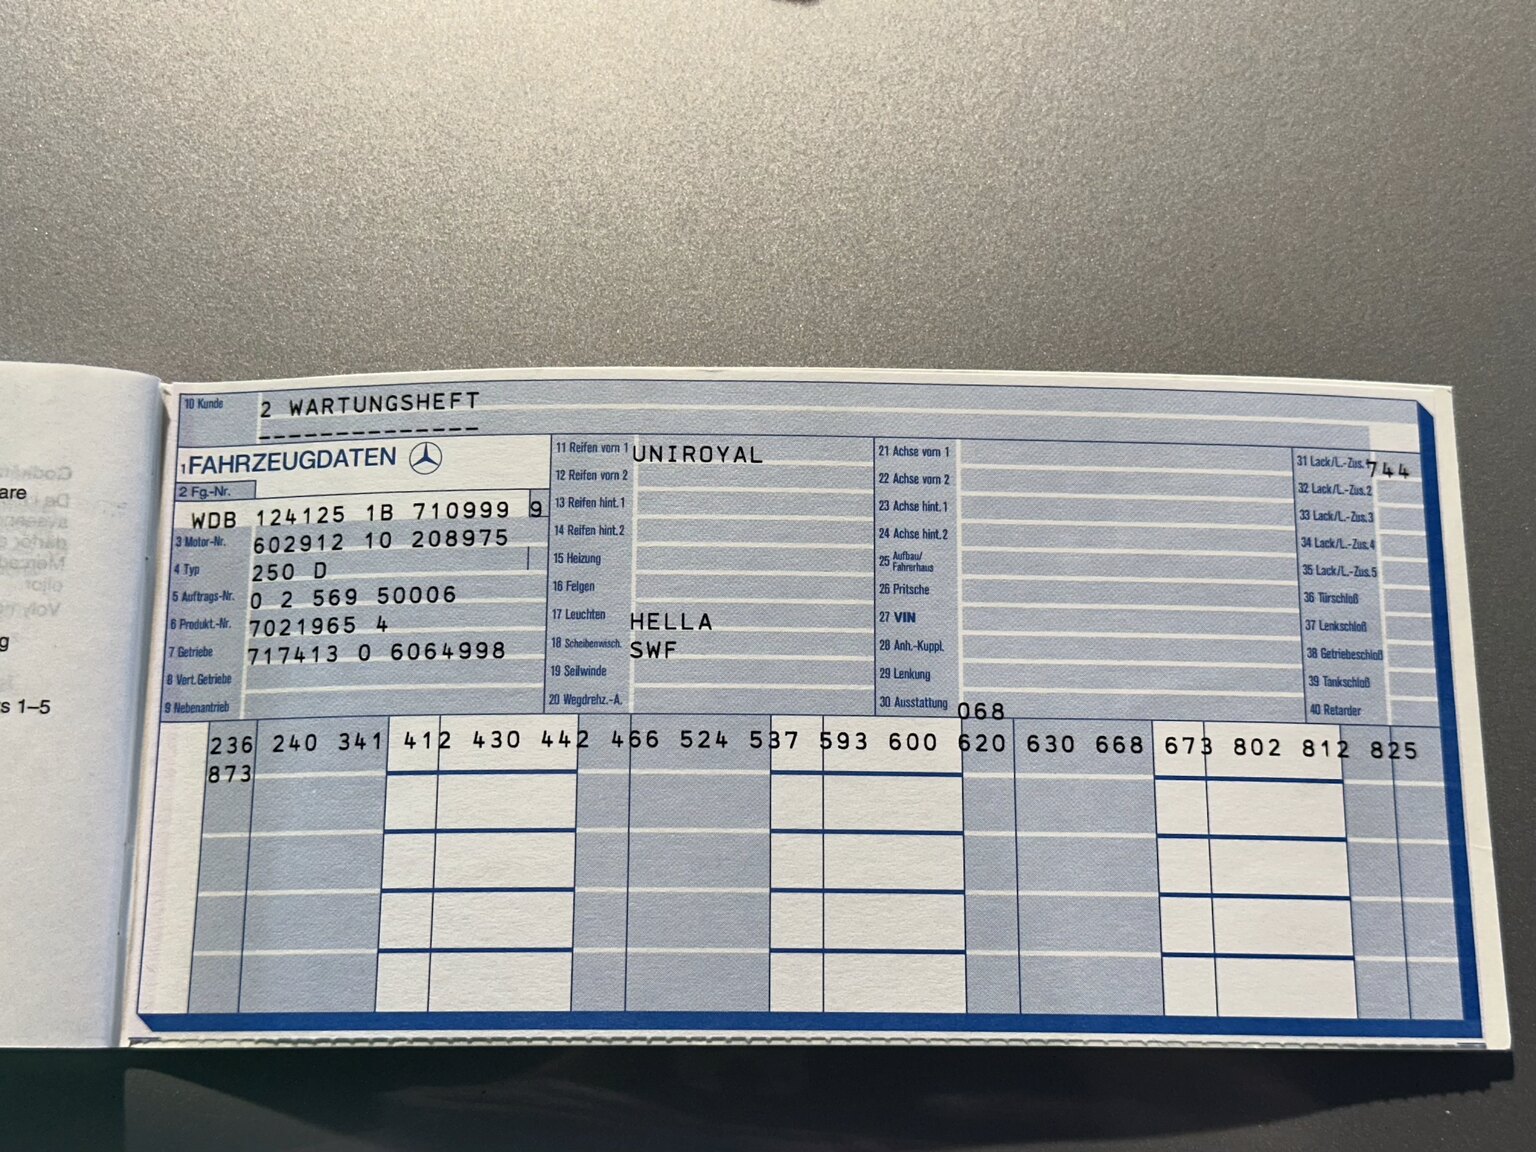 10 Kunde 2 WARTUNGSHEFT
1 FAHRZEUGDATEN
2 Fg.-Nr.
WDB 124125 1B 710999 9
3 Motor-Nr. 602912 10 208975
4 Typ 250 D
5 Auftrags-Nr. 0 2 569 50006
6 Produkt.-Nr. 7021965 4
7 Getriebe 717413 0 6064998
8 Vert.Getriebe
9 Nebenantrieb
11 Reifen vorn 1 UNIROYAL
12 Reifen vorn 2
13 Reifen hint.1
14 Reifen hint.2
15 Heizung
16 Felgen
17 Leuchten HELLA
18 Scheibenwisch. SWF
19 Seilwinde
20 Wegdrehz.-A.
21 Achse vorn 1
22 Achse vorn 2
23 Achse hint.1
24 Achse hint.2
25 Aufbau/
Fahrerhaus
26 Pritsche
27 VIN
28 Anh.-Kuppl.
29 Lenkung
30 Ausstattung 068
31 Lack/L.-Zus.1 744
32 Lack/L.-Zus.2
33 Lack/L.-Zus.3
34 Lack/L.-Zus.4
35 Lack/L.-Zus.5
36 Türschloß
37 Lenkschloß
38 Getriebeschloß
39 Tankschloß
40 Retarder
236 240 341 412 430 442 466 524 537 593 600 620 630 668 673 802 812 825
873
are
g
s 1–5